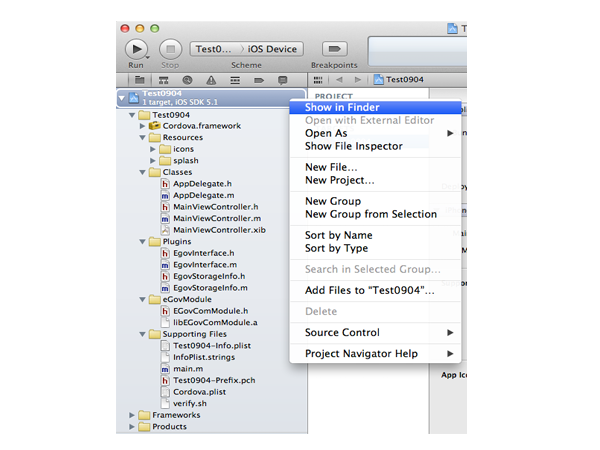 Run
Stop
Test0... > iOS Device
Scheme
Breakpoints
Test0904
Test0904
1 target, iOS SDK 5.1
Test0904
Cordova.framework
Resources
icons
splash
Classes
AppDelegate.h
AppDelegate.m
MainViewController.h
MainViewController.m
MainViewController.xib
Plugins
EgovInterface.h
EgovInterface.m
EgovStorageInfo.h
EgovStorageInfo.m
eGovModule
EGovComModule.h
libEGovComModule.a
Supporting Files
Test0904-Info.plist
InfoPlist.strings
main.m
Test0904-Prefix.pch
Cordova.plist
verify.sh
Frameworks
Products
PROJECT
Show in Finder
Open with External Editor
Open As
Show File Inspector
New File...
New Project...
New Group
New Group from Selection
Sort by Name
Sort by Type
Search in Selected Group...
Add Files to “Test0904”...
Delete
Source Control
Project Navigator Help
App Ico